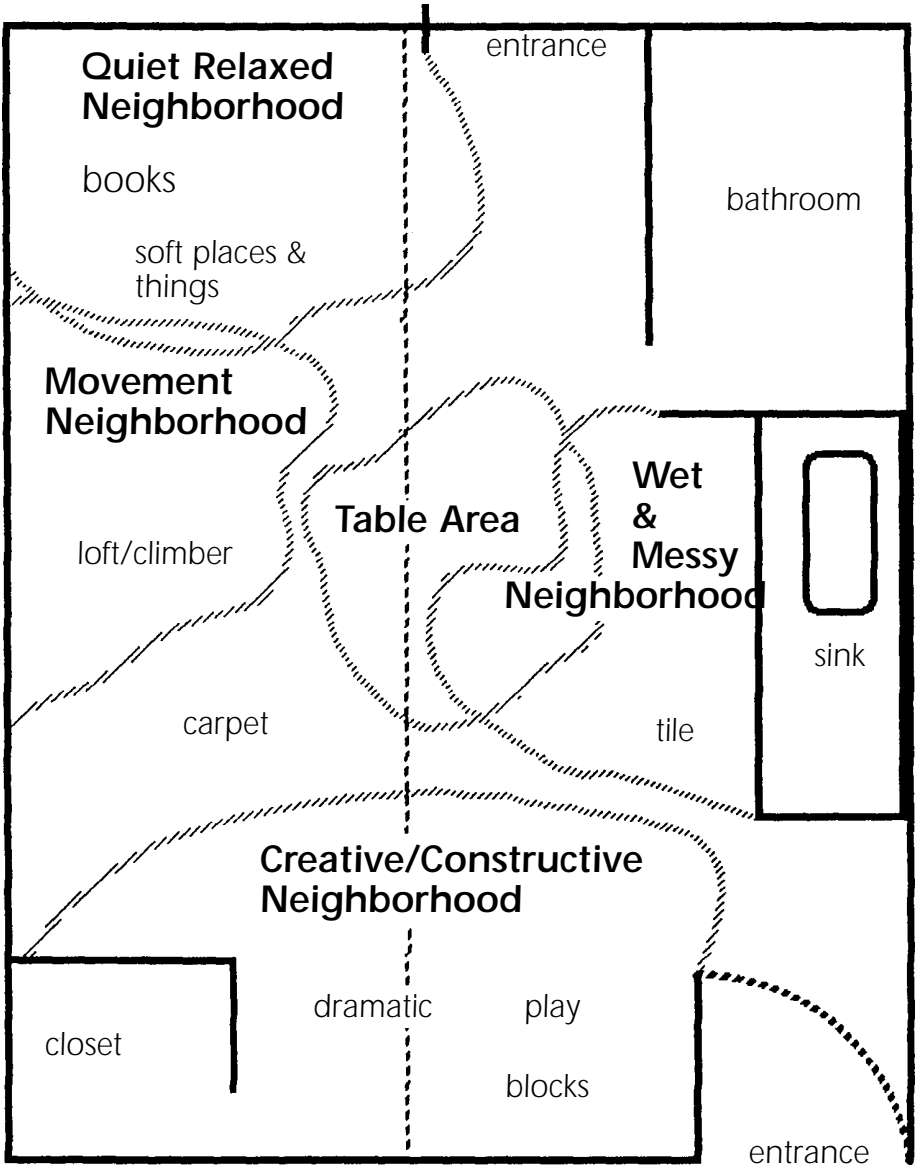 entrance
Quiet Relaxed
Neighborhood
books
bathroom
soft places &
things
Movement
Neighborhood
Wet
&
Messy
Neighborhood
Table Area
loft/climber
sink
carpet
tile
Creative/Constructive
Neighborhood
dramatic play
closet
blocks
entrance